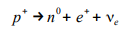 p⁺ → n⁰ + e⁺ + νₑ